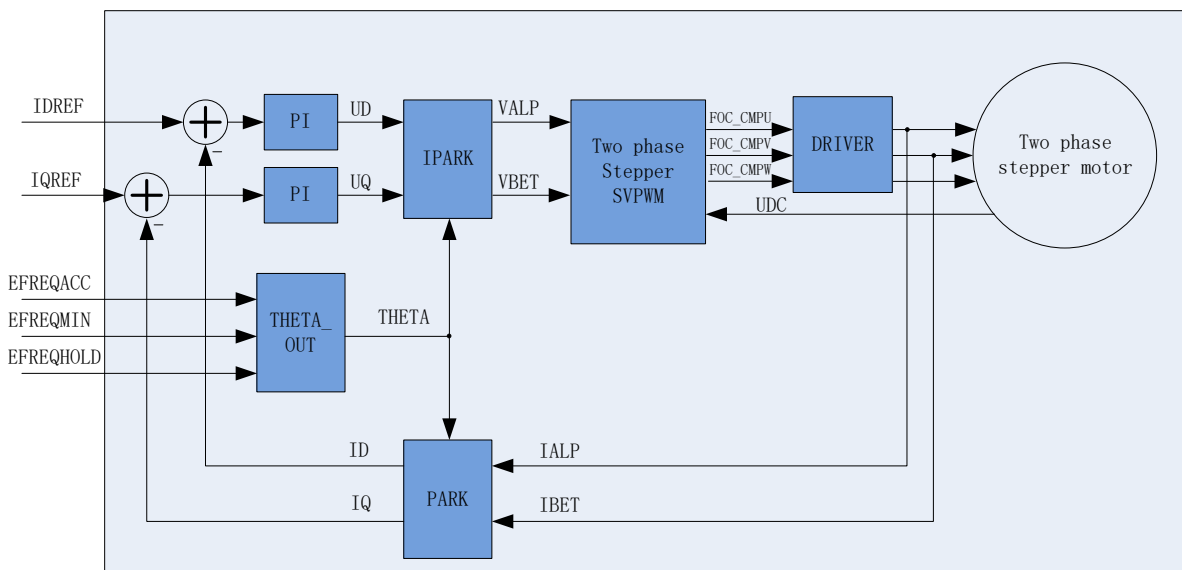 IDREF
PI
UD
IPARK
VALP
Two phase
Stepper
SVPWM
FOC_CMPU
FOC_CMPV
FOC_CMPW
DRIVER
Two phase
stepper motor
IQREF
PI
UQ
VBET
UDC
EFREQACC
EFREQMIN
EFREQHOLD
THETA_
OUT
THETA
ID
IQ
PARK
IALP
IBET